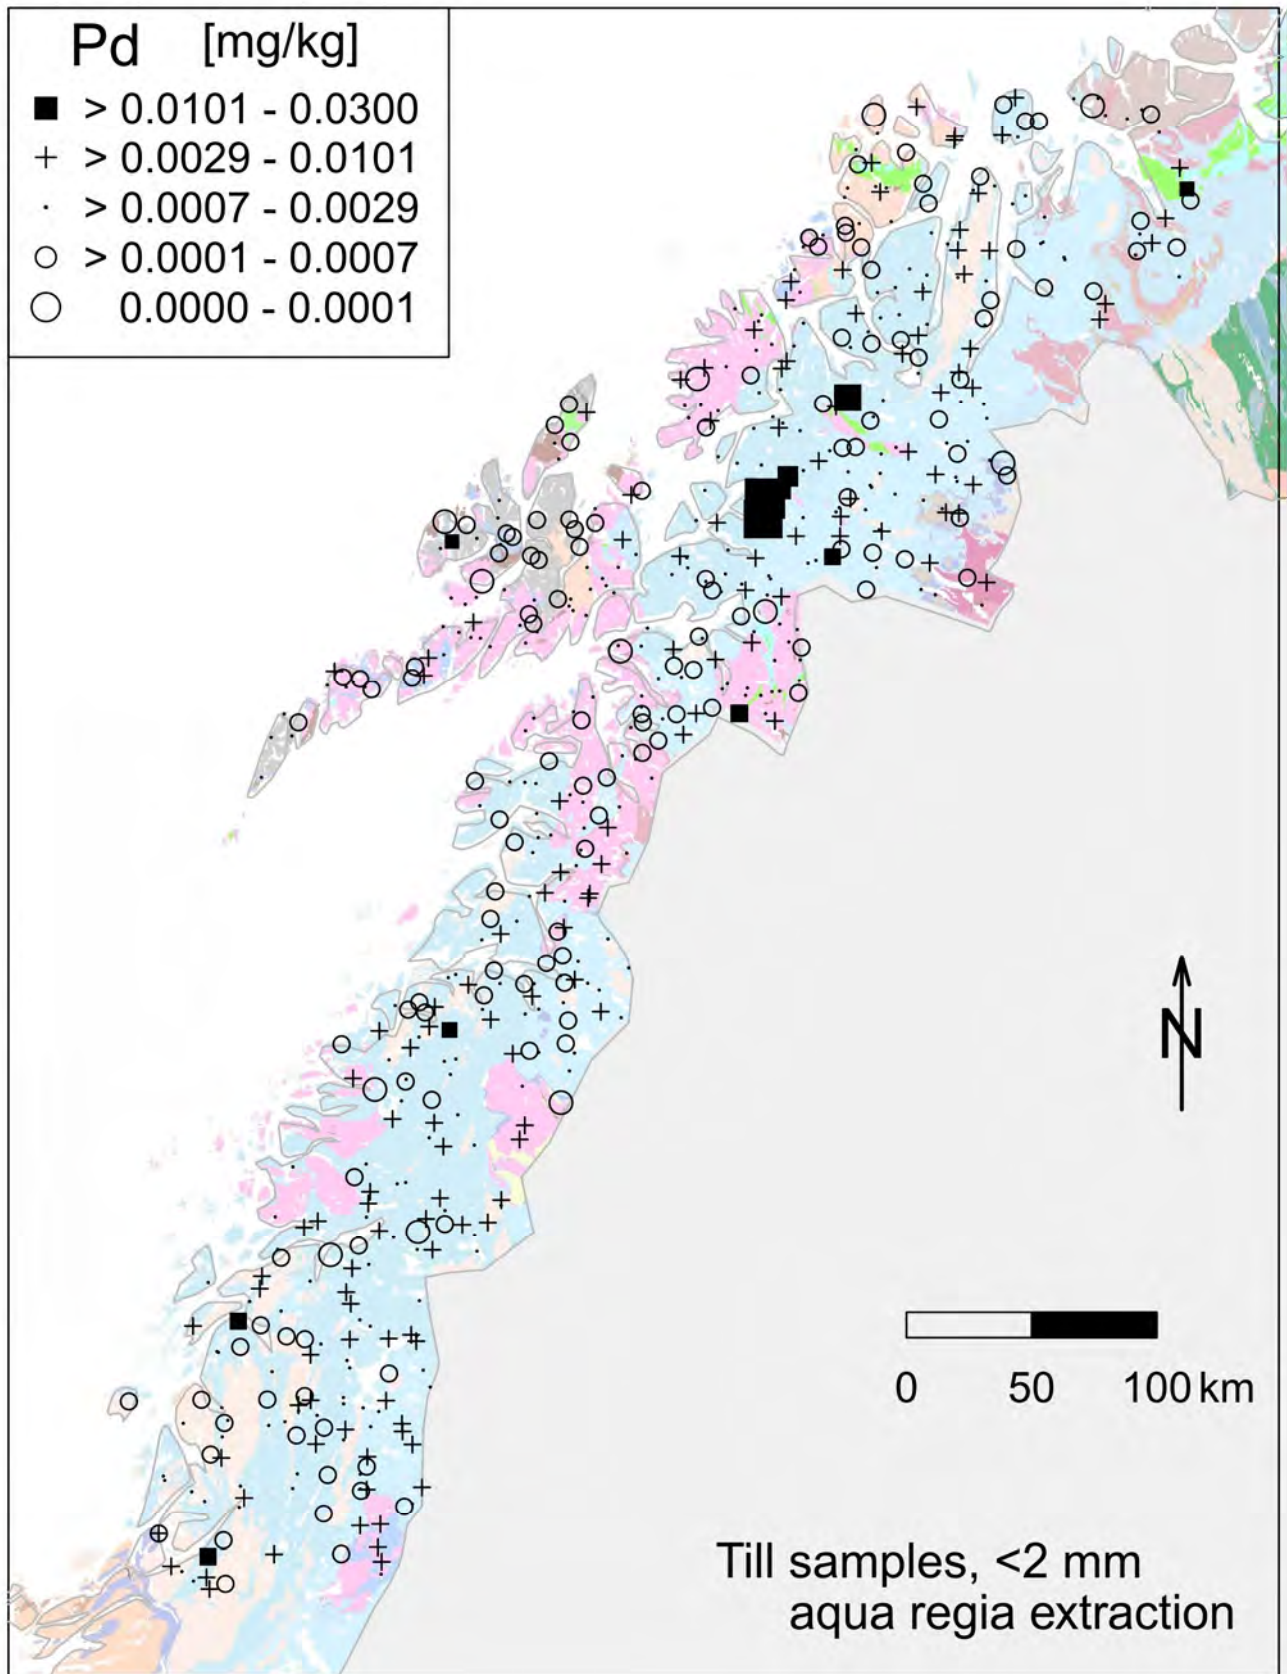 Pd [mg/kg]
> 0.0101 - 0.0300
> 0.0029 - 0.0101
> 0.0007 - 0.0029
> 0.0001 - 0.0007
0.0000 - 0.0001
N
0 50 100 km
Till samples, <2 mm
aqua regia extraction